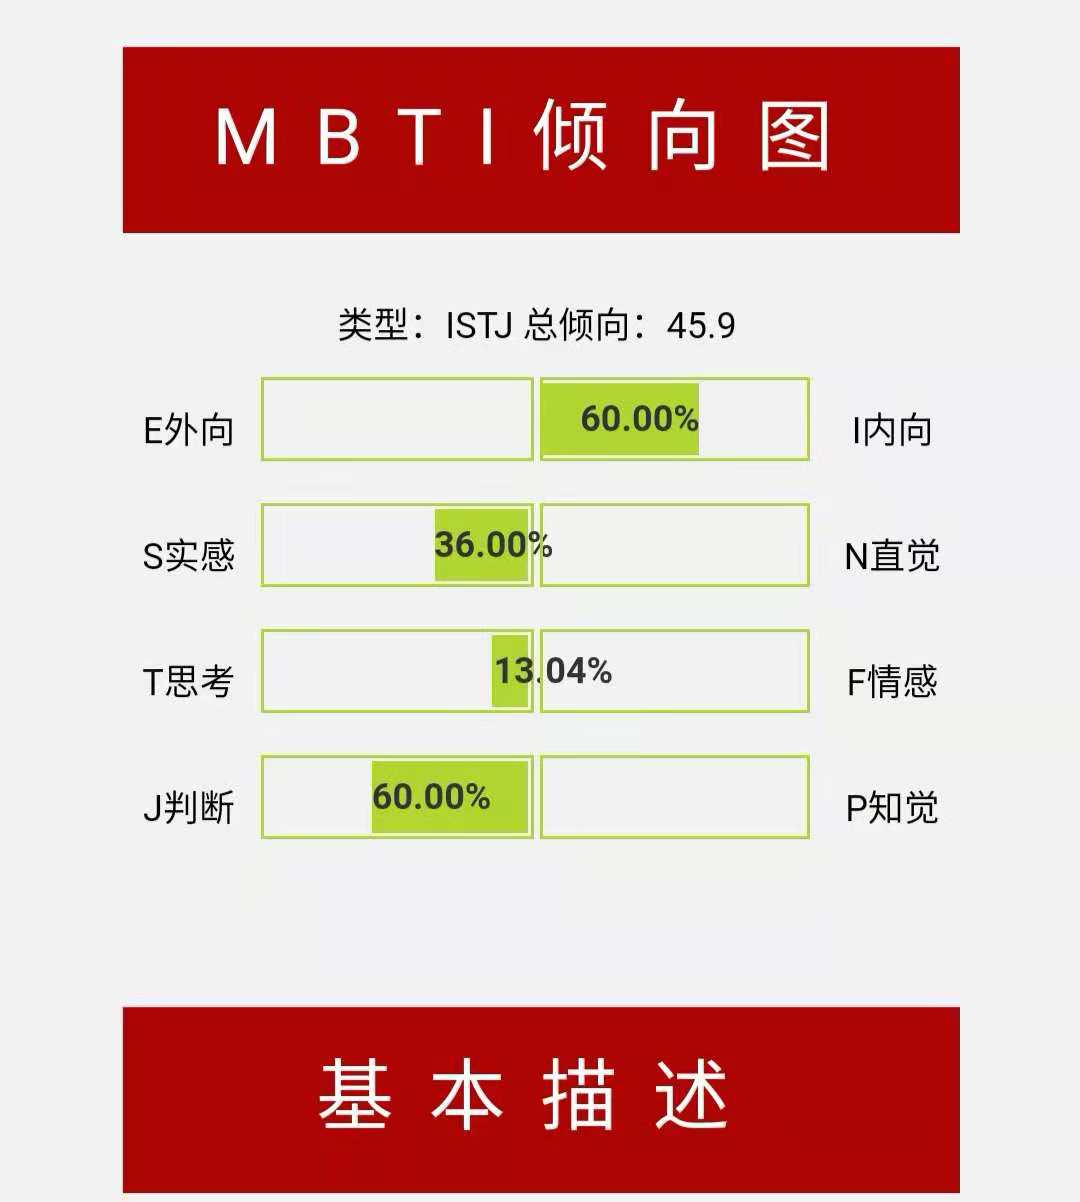 MBTI倾向图
类型：ISTJ 总倾向：45.9
E外向 60.00% I内向
S实感 36.00% N直觉
T思考 13.04% F情感
J判断 60.00% P知觉
基本描述